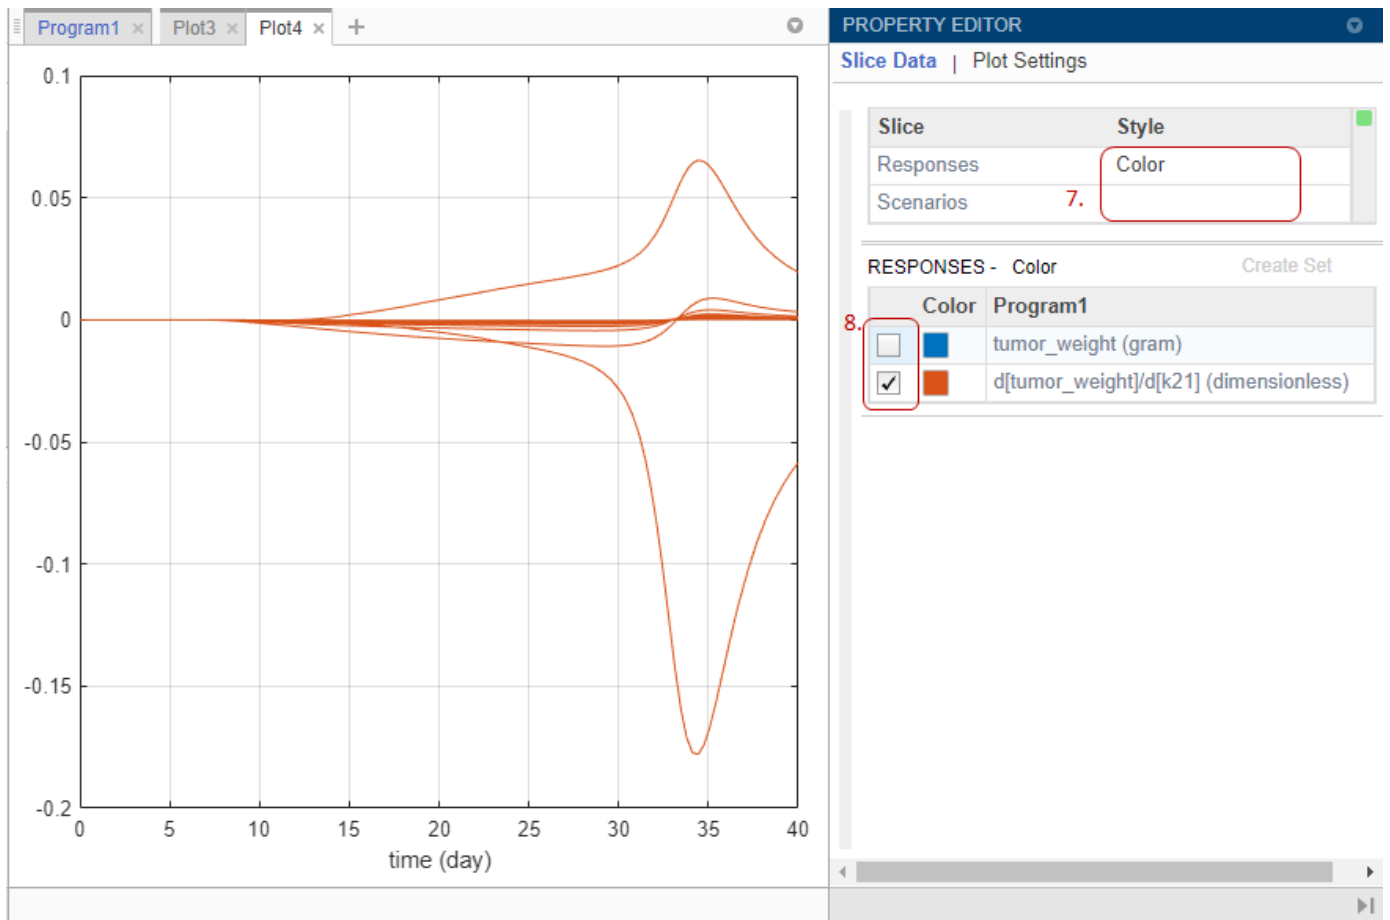 Program1 × Plot3 × Plot4 × +
0.1
0.05
0
-0.05
-0.1
-0.15
-0.2
0 5 10 15 20 25 30 35 40
time (day)
PROPERTY EDITOR
Slice Data | Plot Settings
Slice Style
Responses Color
Scenarios
7.
RESPONSES - Color Create Set
Color Program1
8.
tumor_weight (gram)
d[tumor_weight]/d[k21] (dimensionless)